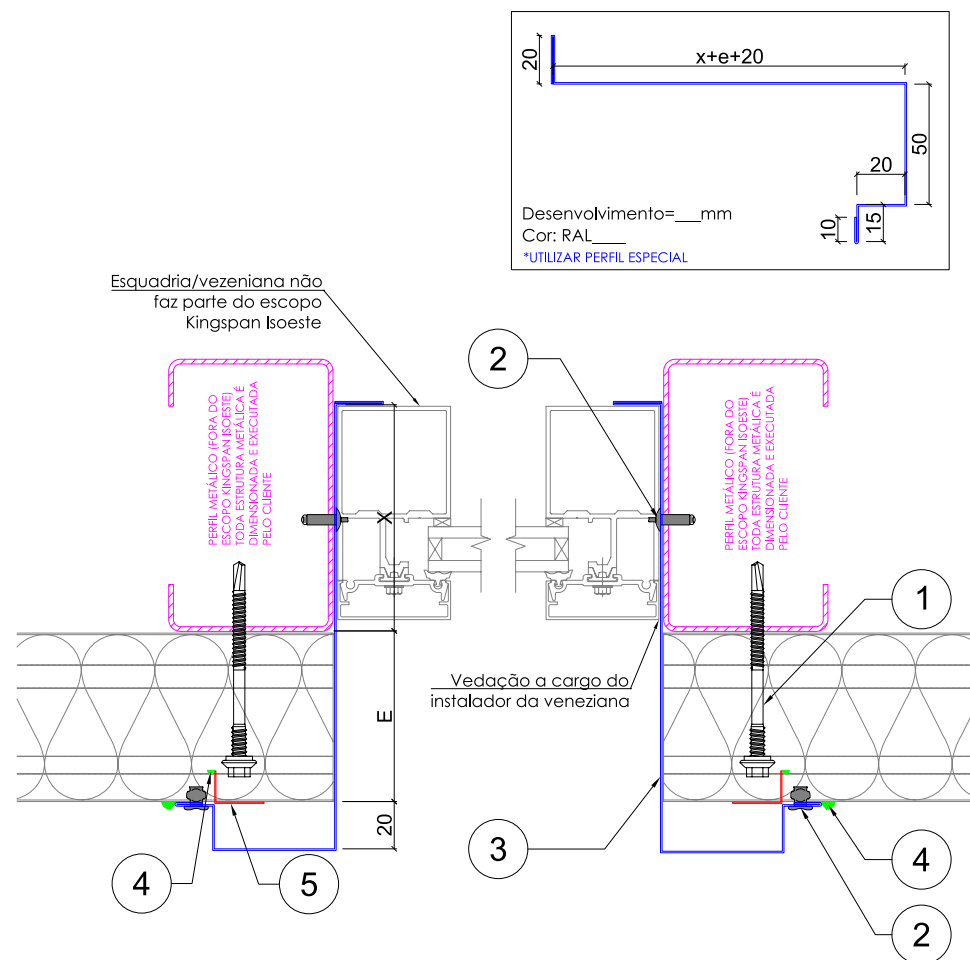 20
x+e+20
50
20
10
15
Desenvolvimento=___mm
Cor: RAL____
*UTILIZAR PERFIL ESPECIAL
Esquadria/vezeniana não
faz parte do escopo
Kingspan Isoeste
2
PERFIL METÁLICO (FORA DO
ESCOPO KINGSPAN ISOESTE)
TODA ESTRUTURA METÁLICA É
DIMENSIONADA E EXECUTADA
PELO CLIENTE
PERFIL METÁLICO (FORA DO
ESCOPO KINGSPAN ISOESTE)
TODA ESTRUTURA METÁLICA É
DIMENSIONADA E EXECUTADA
PELO CLIENTE
X
1
Vedação a cargo do
instalador da veneziana
E
20
3
4
5
4
2